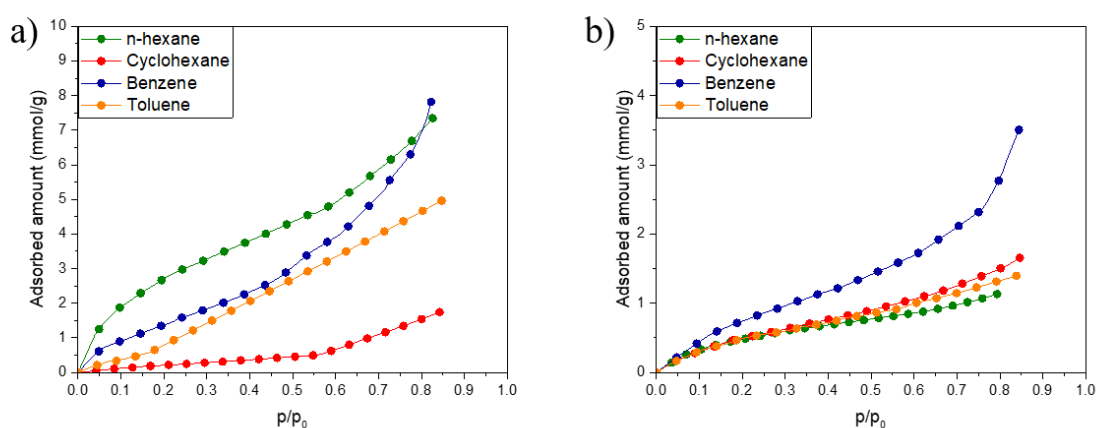 a)
Adsorbed amount (mmol/g)
10
9
8
7
6
5
4
3
2
1
0
n-hexane
Cyclohexane
Benzene
Toluene
0.0 0.1 0.2 0.3 0.4 0.5 0.6 0.7 0.8 0.9 1.0
p/p0
b)
Adsorbed amount (mmol/g)
5
4
3
2
1
0
n-hexane
Cyclohexane
Benzene
Toluene
0.0 0.1 0.2 0.3 0.4 0.5 0.6 0.7 0.8 0.9 1.0
p/p0